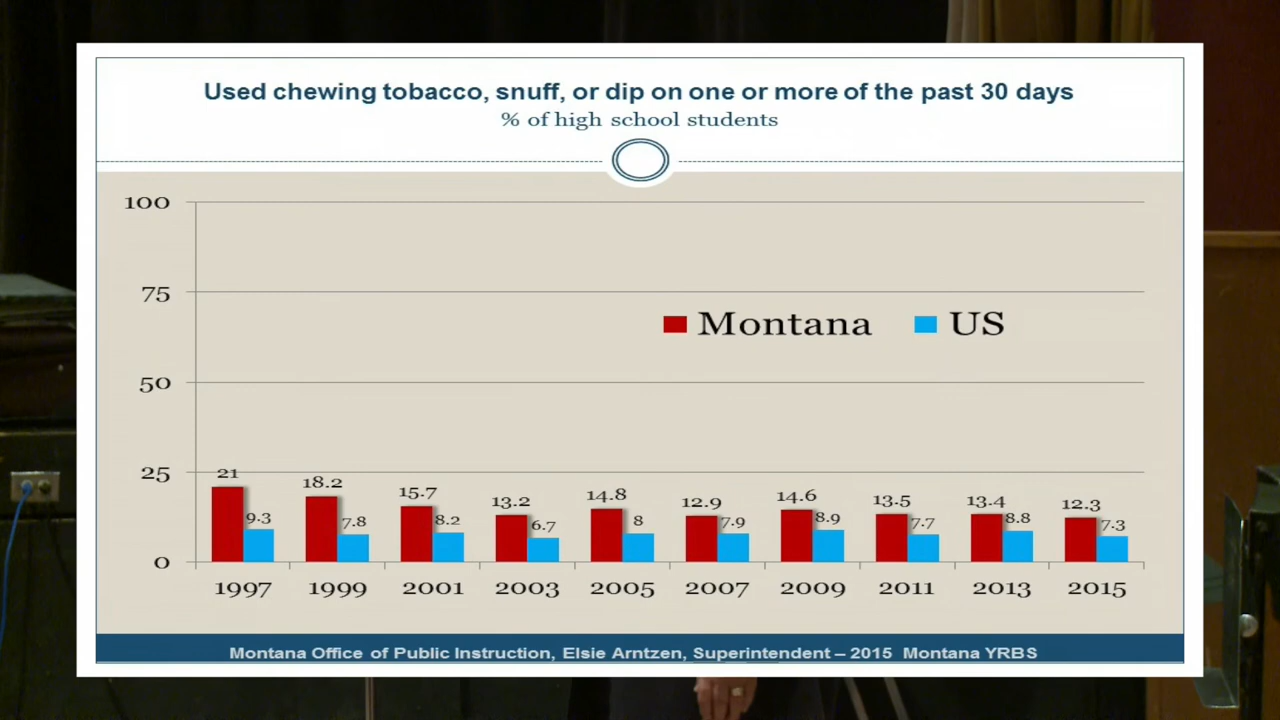 Used chewing tobacco, snuff, or dip on one or more of the past 30 days
% of high school students
100
75
Montana US
50
25
21 18.2 15.7 13.2 14.8 12.9 14.6 13.5 13.4 12.3
9.3 7.8 8.2 6.7 8 7.9 8.9 7.7 8.8 7.3
0
1997 1999 2001 2003 2005 2007 2009 2011 2013 2015
Montana Office of Public Instruction, Elsie Arntzen, Superintendent – 2015 Montana YRBS